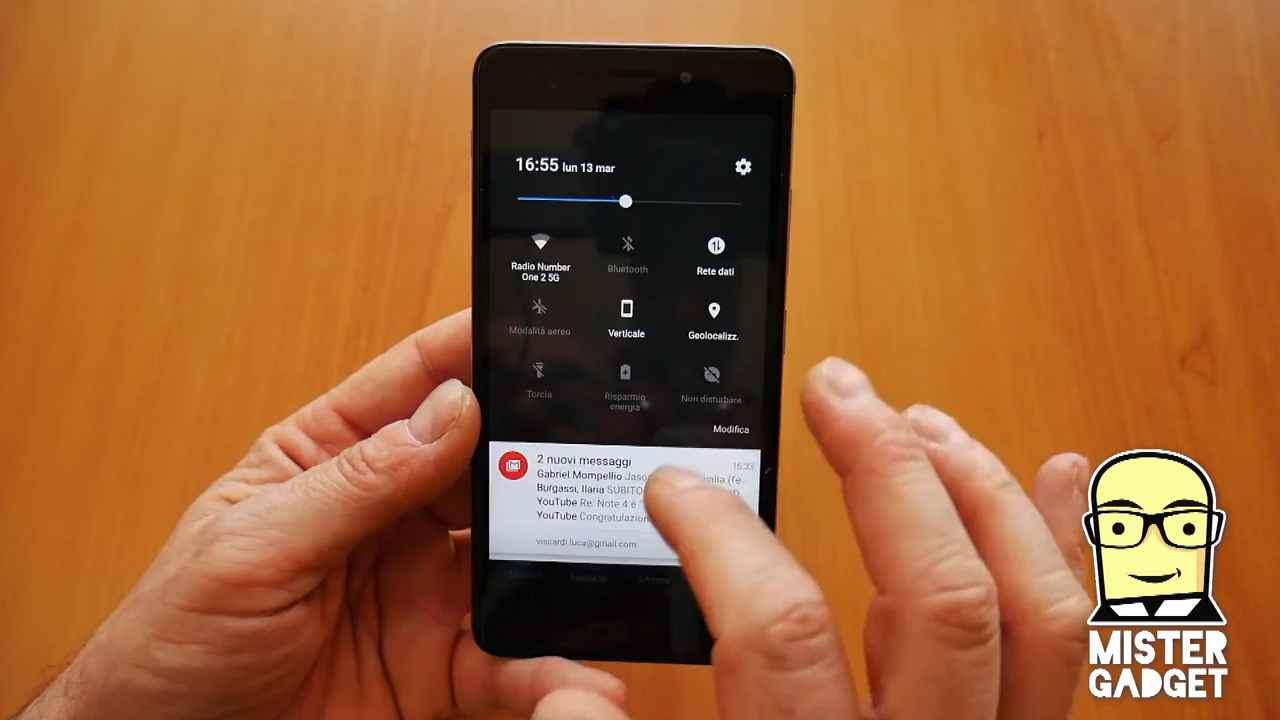 16:55 lun 13 mar
Radio Number
One 2 5G
Bluetooth
Rete dati
Modalità aereo
Verticale
Geolocalizz.
Torcia
Risparmio
energia
Non disturbare
Modifica
2 nuovi messaggi
16:33
Gabriel Mompellio
Burgassi, Ilaria SUBITO
YouTube Re: Note 4 è
YouTube
viscardi.luca@gmail.com
MISTER
GADGET